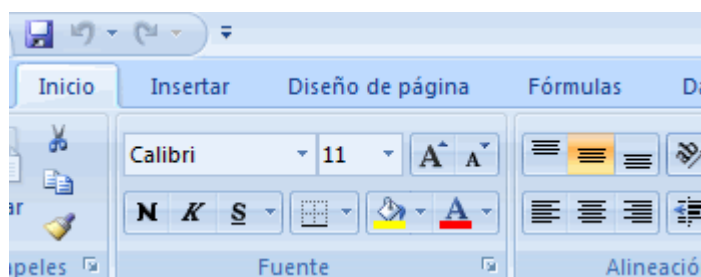 Inicio Insertar Diseño de página Fórmulas
Calibri 11 A A
N K S A
Fuente